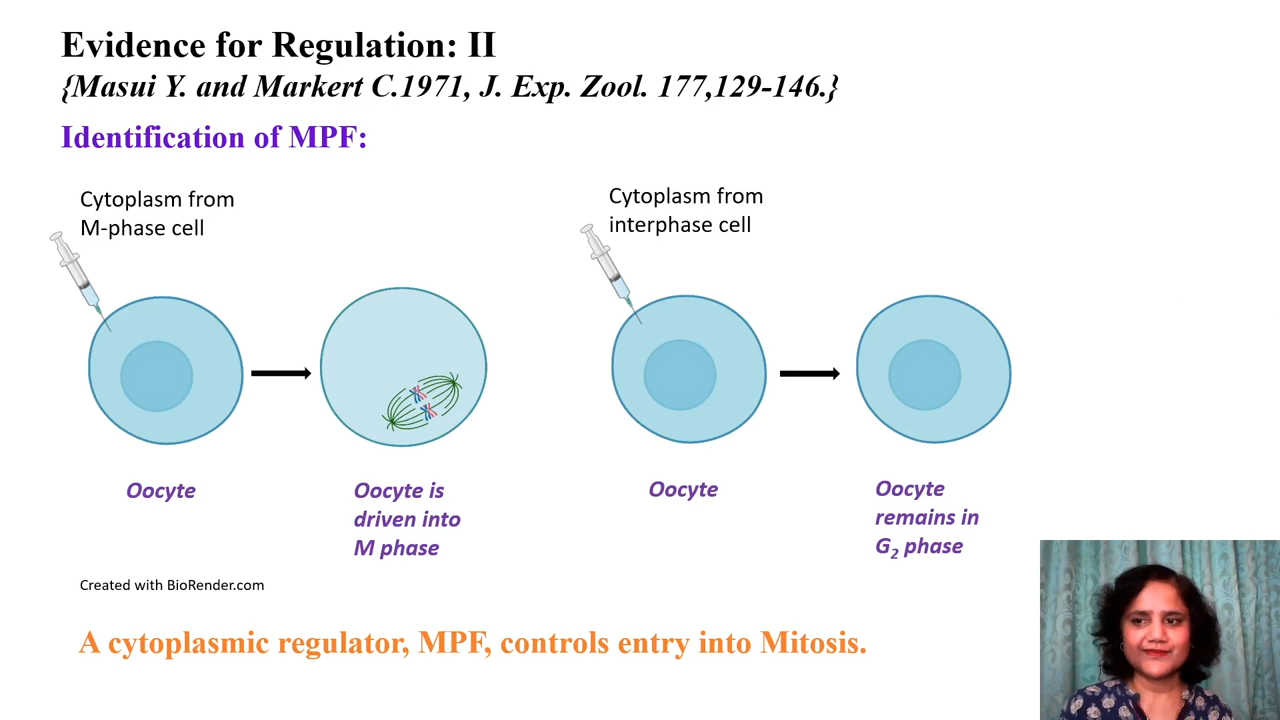 Evidence for Regulation: II
{Masui Y. and Markert C.1971, J. Exp. Zool. 177,129-146.}
Identification of MPF:
Cytoplasm from
M-phase cell
Cytoplasm from
interphase cell
Oocyte
Oocyte is
driven into
M phase
Oocyte
Oocyte
remains in
G₂ phase
Created with BioRender.com
A cytoplasmic regulator, MPF, controls entry into Mitosis.